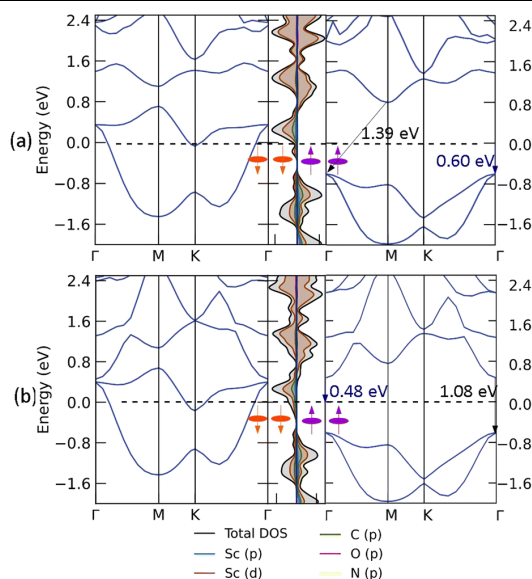 (a)
Energy (eV)
2.4
1.6
0.8
0.0
−0.8
−1.6
1.39 eV
0.60 eV
2.4
1.6
0.8
0.0
−0.8
−1.6
Γ M K Γ Γ M K Γ
(b)
Energy (eV)
2.4
1.6
0.8
0.0
−0.8
−1.6
0.48 eV
1.08 eV
2.4
1.6
0.8
0.0
−0.8
−1.6
Γ M K Γ Γ M K Γ
Total DOS
Sc (p)
Sc (d)
C (p)
O (p)
N (p)